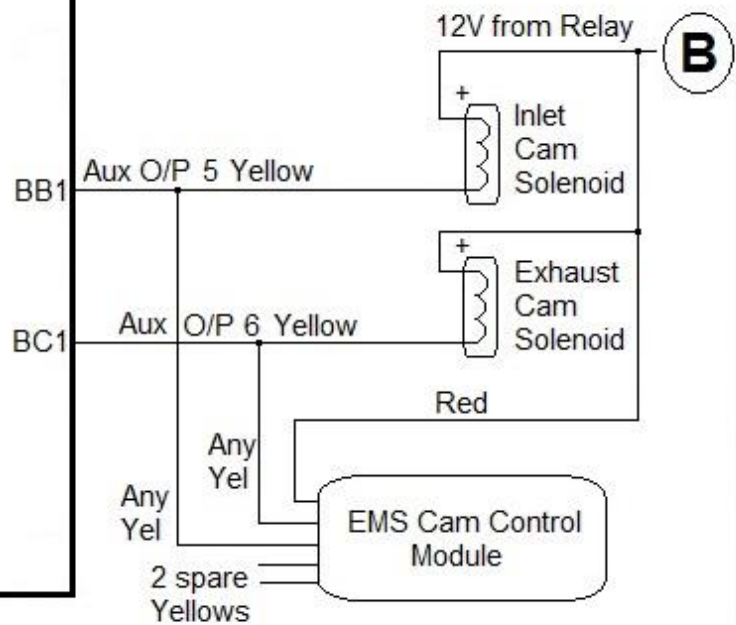 12V from Relay
B
+
Inlet
Cam
Solenoid
BB1
Aux O/P 5 Yellow
+
Exhaust
Cam
Solenoid
BC1
Aux O/P 6 Yellow
Red
Any
Yel
Any
Yel
EMS Cam Control
Module
2 spare
Yellows